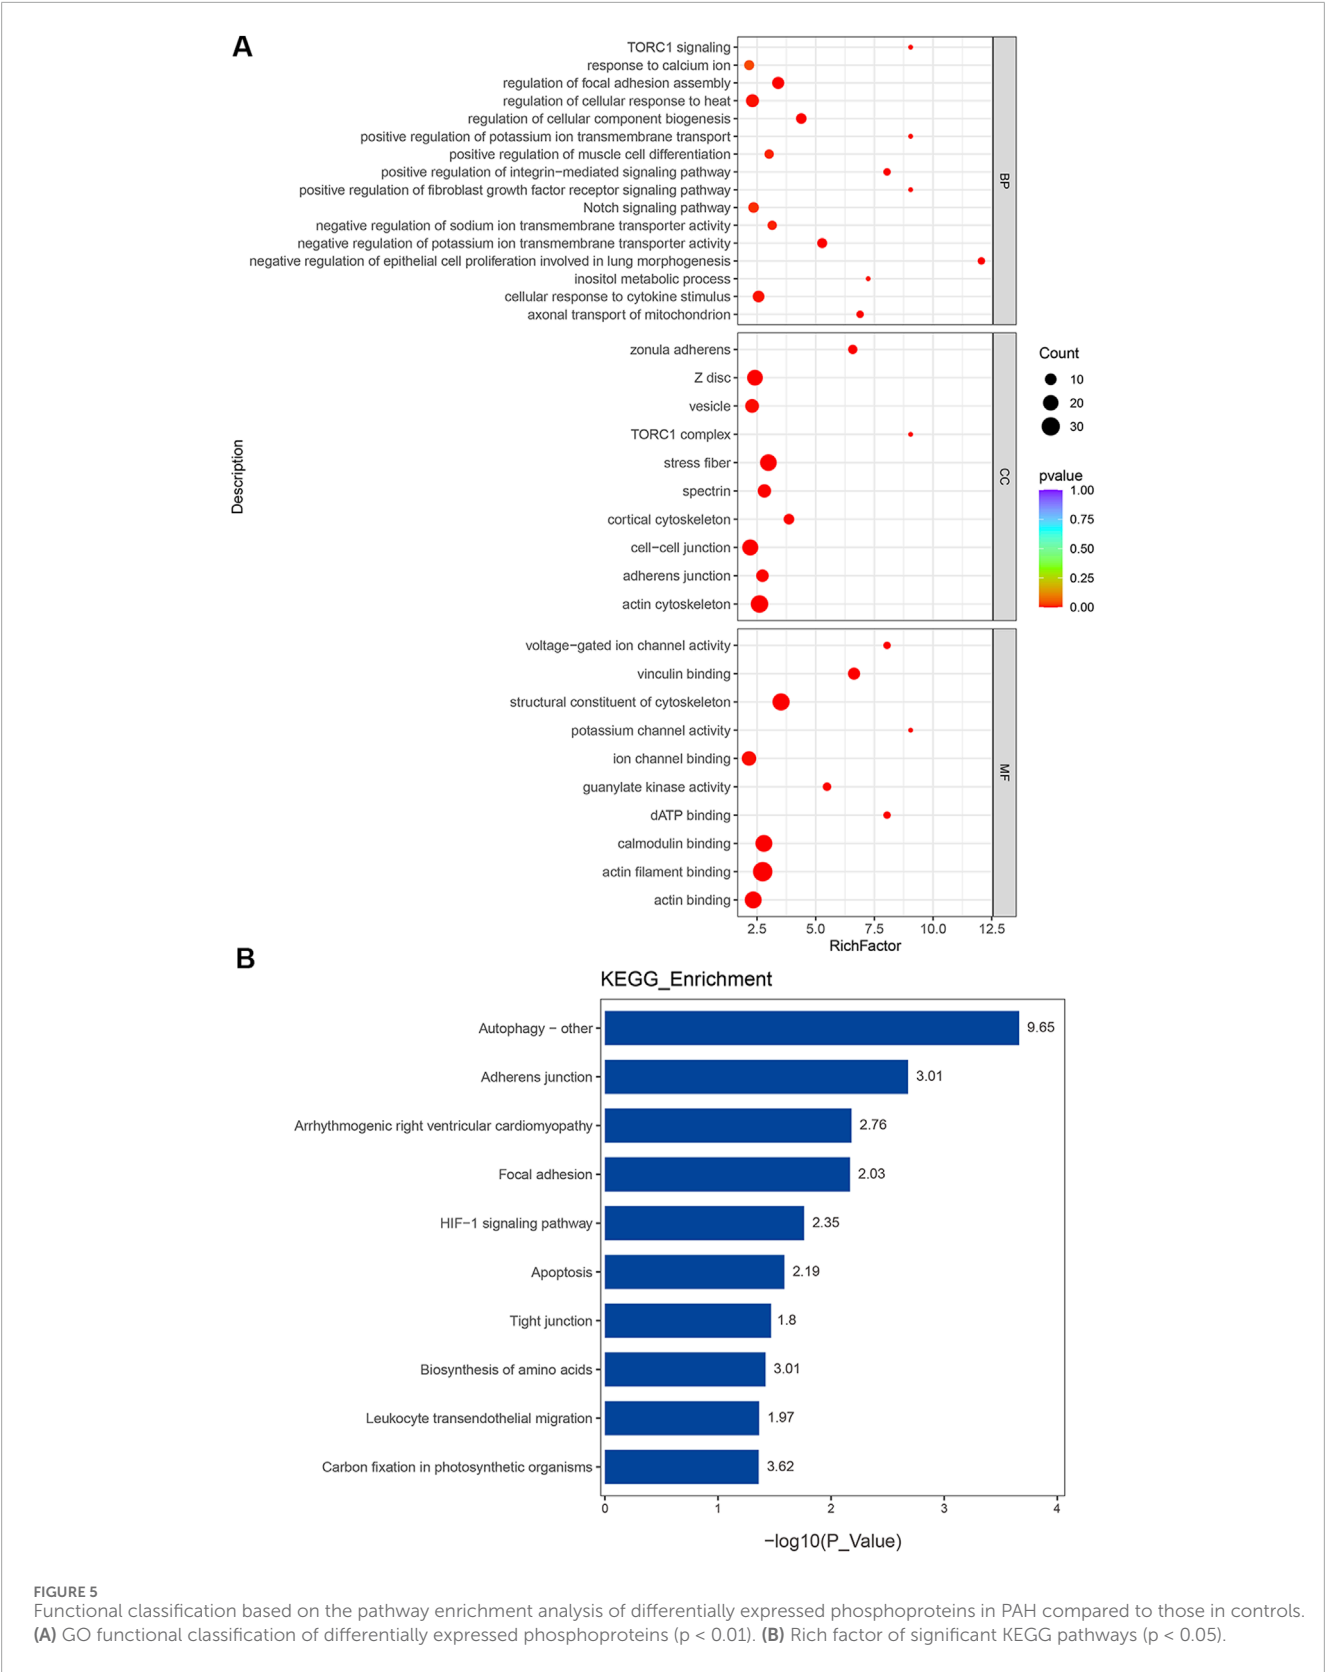 A
TORC1 signaling
response to calcium ion
regulation of focal adhesion assembly
regulation of cellular response to heat
regulation of cellular component biogenesis
positive regulation of potassium ion transmembrane transport
positive regulation of muscle cell differentiation
positive regulation of integrin−mediated signaling pathway
positive regulation of fibroblast growth factor receptor signaling pathway
Notch signaling pathway
negative regulation of sodium ion transmembrane transporter activity
negative regulation of potassium ion transmembrane transporter activity
negative regulation of epithelial cell proliferation involved in lung morphogenesis
inositol metabolic process
cellular response to cytokine stimulus
axonal transport of mitochondrion
BP
zonula adherens
Z disc
vesicle
TORC1 complex
stress fiber
spectrin
cortical cytoskeleton
cell−cell junction
adherens junction
actin cytoskeleton
CC
Description
voltage−gated ion channel activity
vinculin binding
structural constituent of cytoskeleton
potassium channel activity
ion channel binding
guanylate kinase activity
dATP binding
calmodulin binding
actin filament binding
actin binding
MF
2.5 5.0 7.5 10.0 12.5
RichFactor
Count
10
20
30
pvalue
1.00
0.75
0.50
0.25
0.00
B
KEGG_Enrichment
Autophagy − other 9.65
Adherens junction 3.01
Arrhythmogenic right ventricular cardiomyopathy 2.76
Focal adhesion 2.03
HIF−1 signaling pathway 2.35
Apoptosis 2.19
Tight junction 1.8
Biosynthesis of amino acids 3.01
Leukocyte transendothelial migration 1.97
Carbon fixation in photosynthetic organisms 3.62
0 1 2 3 4
−log10(P_Value)
FIGURE 5
Functional classification based on the pathway enrichment analysis of differentially expressed phosphoproteins in PAH compared to those in controls.
(A) GO functional classification of differentially expressed phosphoproteins (p < 0.01). (B) Rich factor of significant KEGG pathways (p < 0.05).